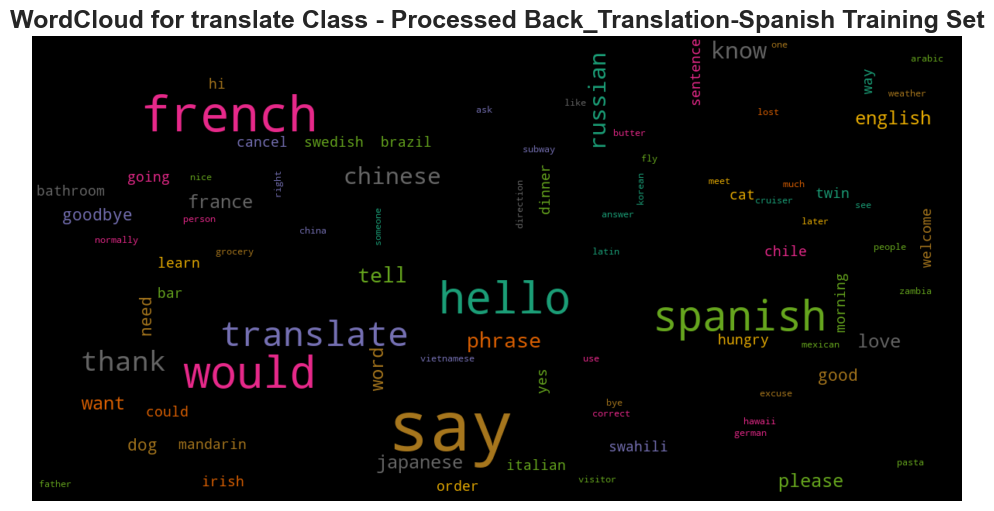 WordCloud for translate Class - Processed Back_Translation-Spanish Training Set
know
one
sentence
russian
arabic
way
hi
french
ask
like
weather
lost
english
butter
cancel
swedish
brazil
subway
fly
chinese
going
nice
right
bathroom
france
goodbye
person
direction
dinner
korean
meet
much
cat
cruiser
twin
see
answer
later
normally
china
someone
welcome
grocery
latin
chile
people
learn
tell
bar
need
hello
zambia
morning
spanish
translate
phrase
hungry
mexican
love
thank
would
word
vietnamese
use
yes
good
want
could
say
bye
correct
excuse
hawaii
german
dog
mandarin
swahili
japanese
italian
pasta
father
irish
order
visitor
please